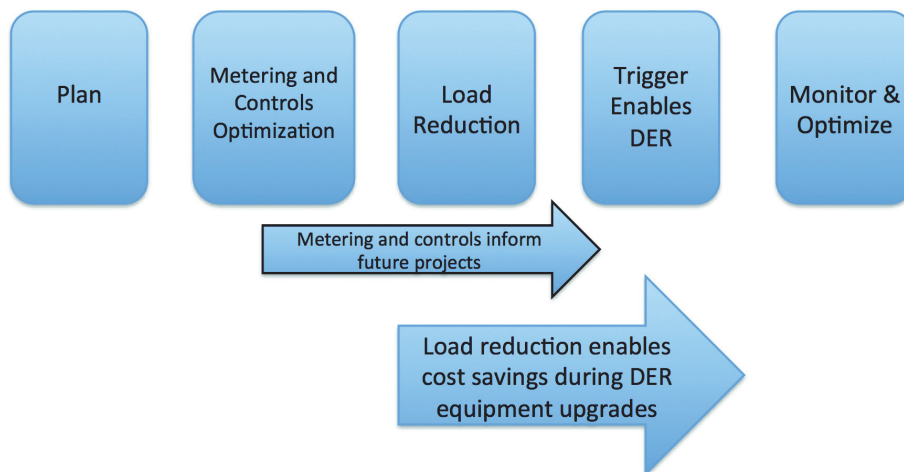 Plan
Metering and
Controls
Optimization
Load
Reduction
Trigger
Enables
DER
Monitor &
Optimize
Metering and controls inform
future projects
Load reduction enables
cost savings during DER
equipment upgrades